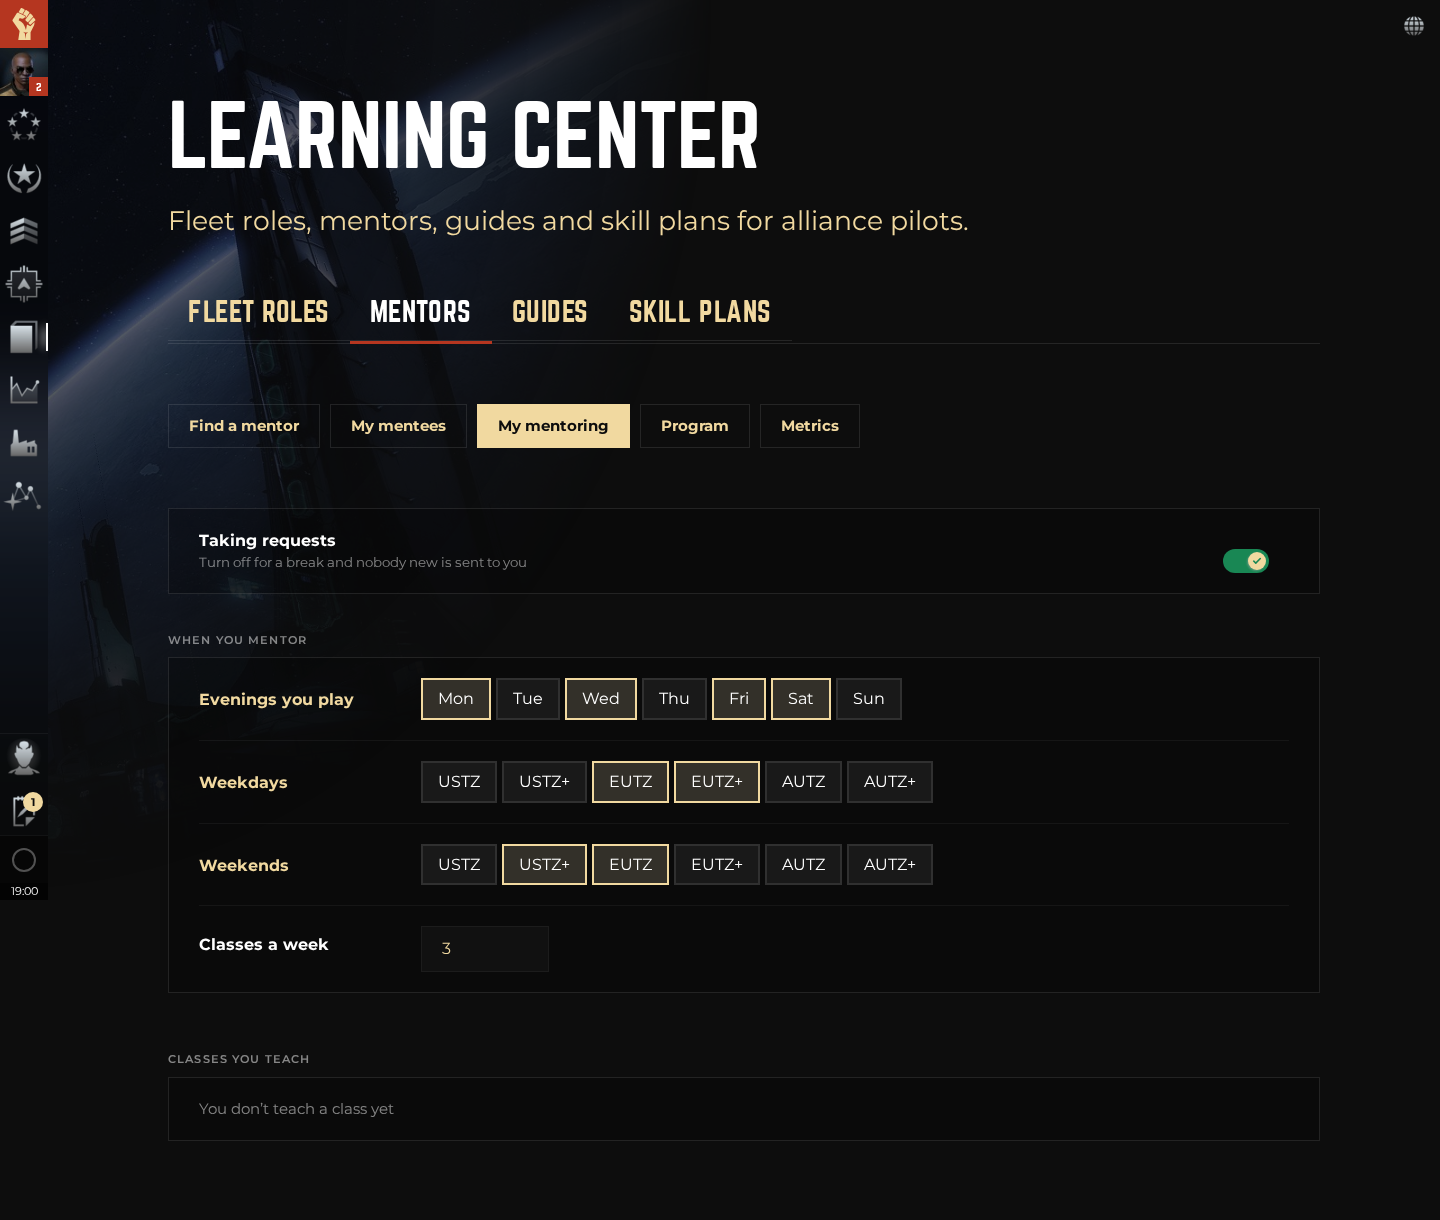 2
LEARNING CENTER
Fleet roles, mentors, guides and skill plans for alliance pilots.
FLEET ROLES MENTORS GUIDES SKILL PLANS
Find a mentor My mentees My mentoring Program Metrics
Taking requests
Turn off for a break and nobody new is sent to you
WHEN YOU MENTOR
Evenings you play Mon Tue Wed Thu Fri Sat Sun
Weekdays USTZ USTZ+ EUTZ EUTZ+ AUTZ AUTZ+
Weekends USTZ USTZ+ EUTZ EUTZ+ AUTZ AUTZ+
Classes a week 3
CLASSES YOU TEACH
You don’t teach a class yet
1
19:00